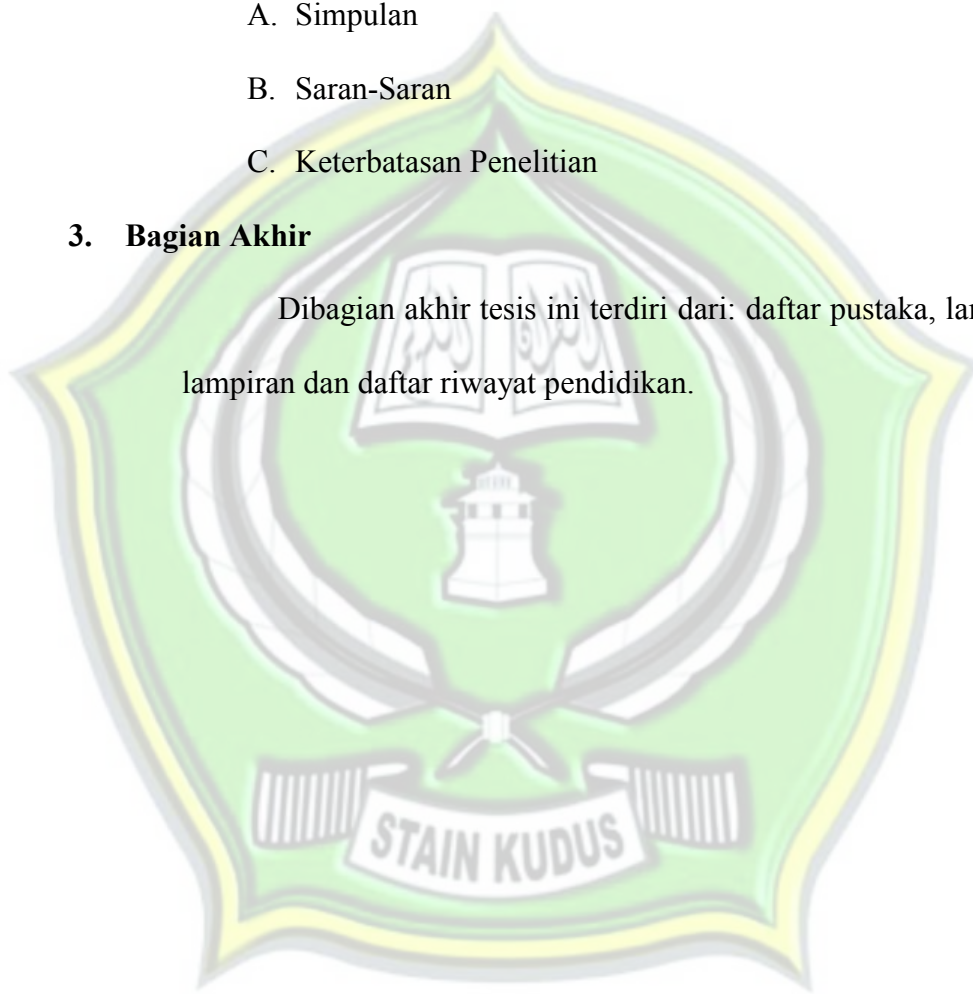 A. Simpulan
B. Saran-Saran
C. Keterbatasan Penelitian
3. Bagian Akhir
Dibagian akhir tesis ini terdiri dari: daftar pustaka,
lampiran dan daftar riwayat pendidikan.
STAIN KUDUS